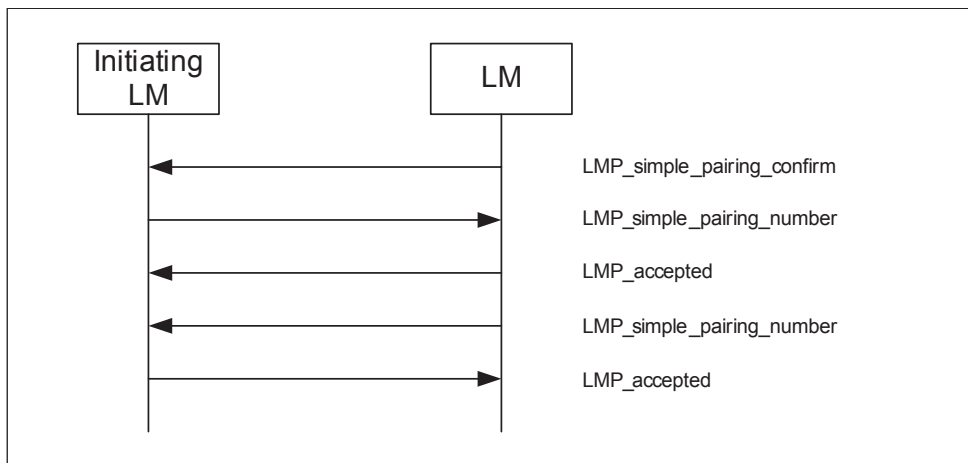 Initiating
LM
LM
LMP_simple_pairing_confirm
LMP_simple_pairing_number
LMP_accepted
LMP_simple_pairing_number
LMP_accepted